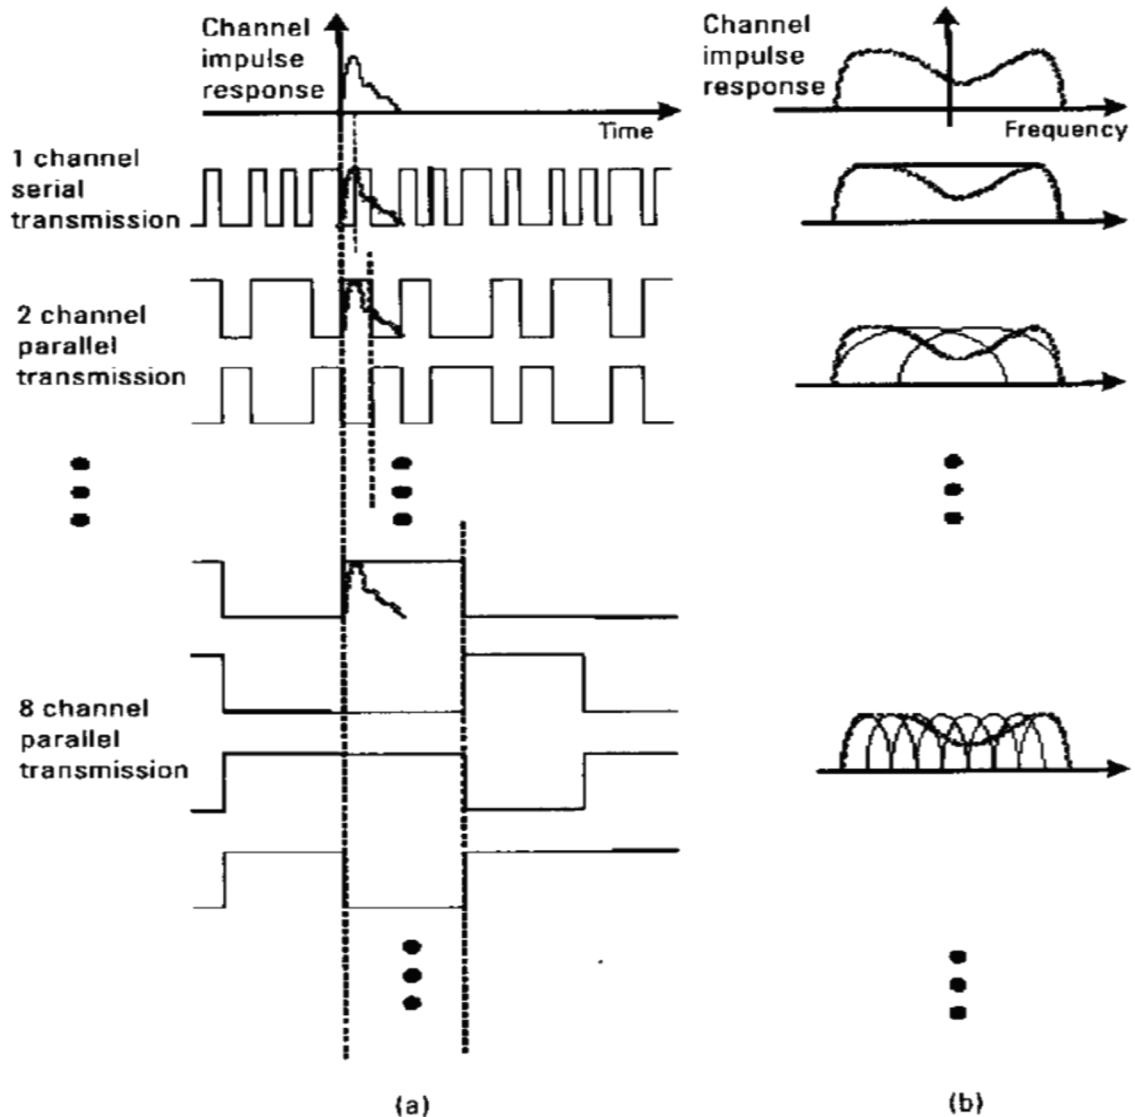 Channel
impulse
response
Time
Channel
impulse
response
Frequency
1 channel
serial
transmission
2 channel
parallel
transmission
8 channel
parallel
transmission
(a)
(b)